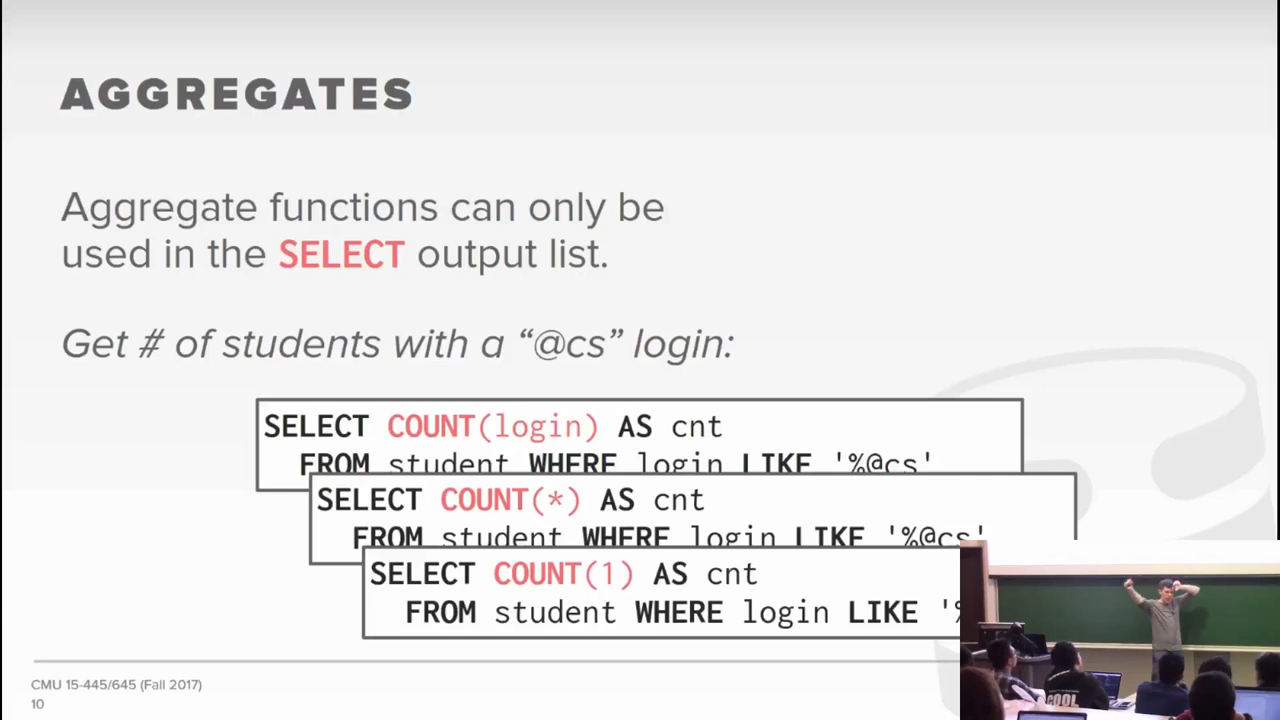 AGGREGATES
Aggregate functions can only be
used in the SELECT output list.
Get # of students with a “@cs” login:
SELECT COUNT(login) AS cnt
FROM student WHERE login LIKE '%@cs'
SELECT COUNT(*) AS cnt
FROM student WHERE login LIKE '%@cs'
SELECT COUNT(1) AS cnt
FROM student WHERE login LIKE '%
CMU 15-445/645 (Fall 2017)
10
COOL